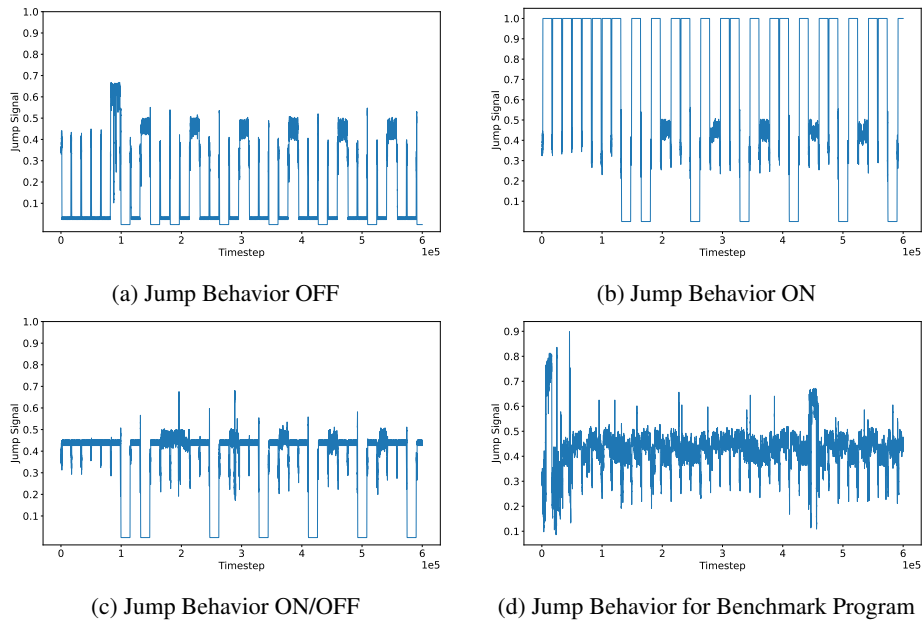 1.0
0.9
0.8
0.7
0.6
0.5
0.4
0.3
0.2
0.1
Jump Signal
0 1 2 3 4 5 6
1e5
Timestep
(a) Jump Behavior OFF
1.0
0.9
0.8
0.7
0.6
0.5
0.4
0.3
0.2
0.1
Jump Signal
0 1 2 3 4 5 6
1e5
Timestep
(b) Jump Behavior ON
1.0
0.9
0.8
0.7
0.6
0.5
0.4
0.3
0.2
0.1
Jump Signal
0 1 2 3 4 5 6
1e5
Timestep
(c) Jump Behavior ON/OFF
0.9
0.8
0.7
0.6
0.5
0.4
0.3
0.2
0.1
Jump Signal
0 1 2 3 4 5 6
1e5
Timestep
(d) Jump Behavior for Benchmark Program